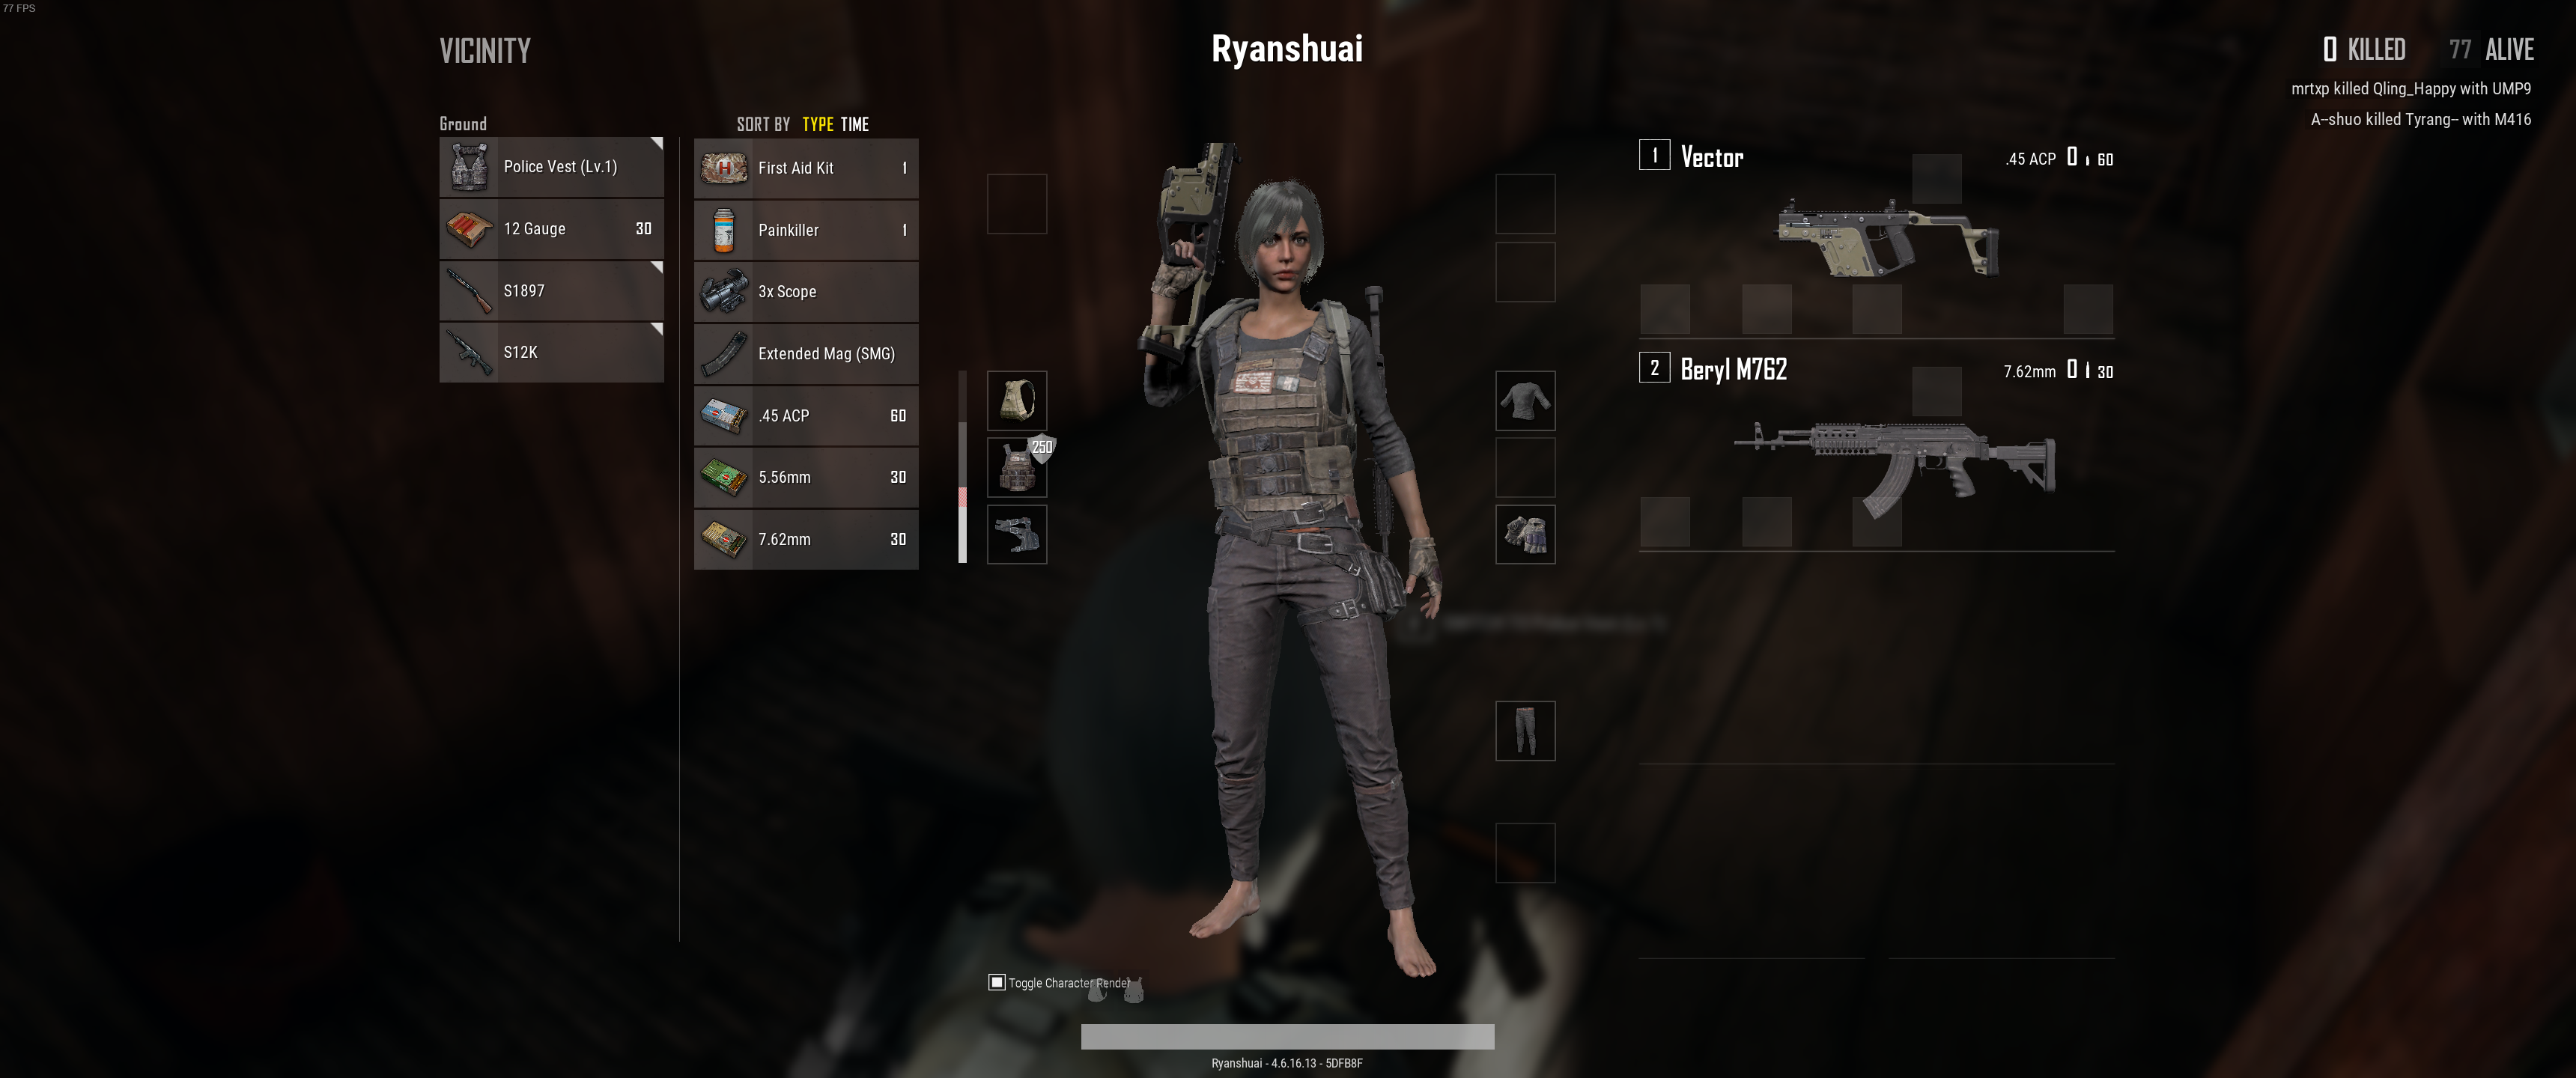 77 FPS
VICINITY
Ryanshuai
0 KILLED 77 ALIVE
mrtxp killed Qling_Happy with UMP9
A--shuo killed Tyrang-- with M416
Ground
SORT BY TYPE TIME
Police Vest (Lv.1)
12 Gauge 30
S1897
S12K
First Aid Kit 1
Painkiller 1
3x Scope
Extended Mag (SMG)
.45 ACP 60
5.56mm 30
7.62mm 30
250
1 Vector .45 ACP 0 60
2 Beryl M762 7.62mm 0 30
Toggle Character Render
Ryanshuai - 4.6.16.13 - 5DFB8F